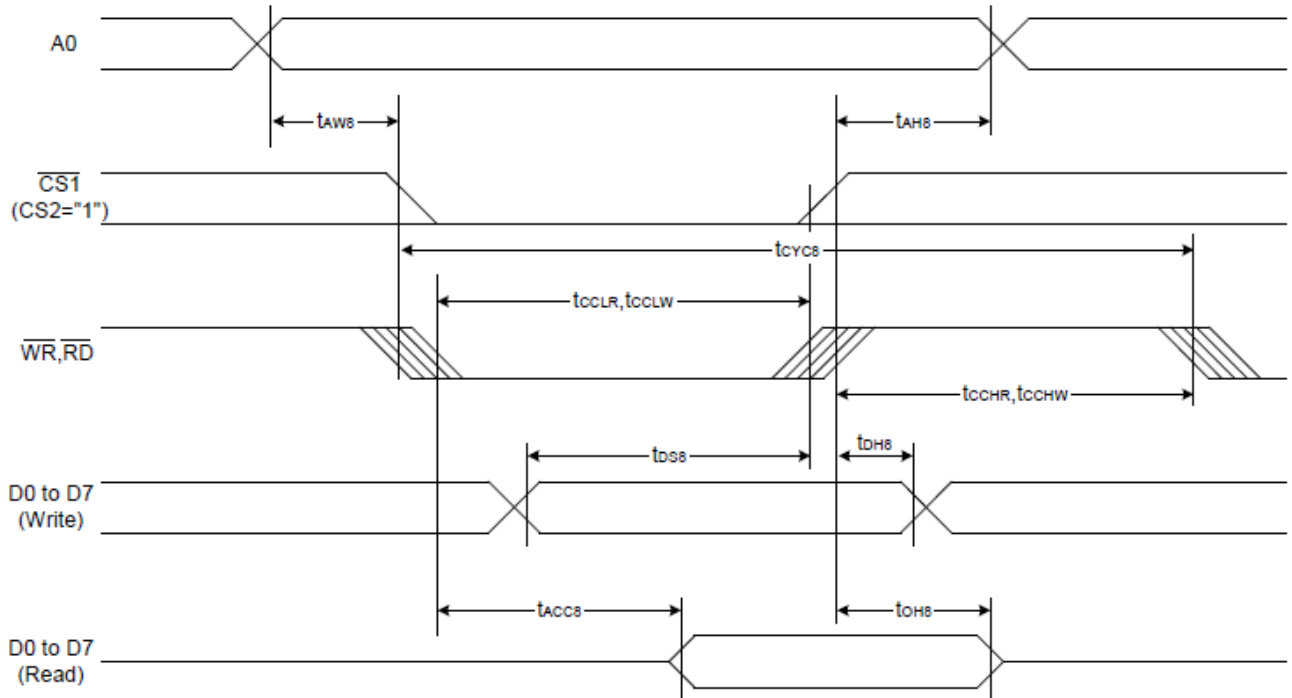 A0
tAW8
tAH8
CS1
(CS2="1")
tCYC8
tCCLR,tCCLW
WR,RD
tCCHR,tCCHW
tDS8
tDH8
D0 to D7
(Write)
tACC8
tOH8
D0 to D7
(Read)